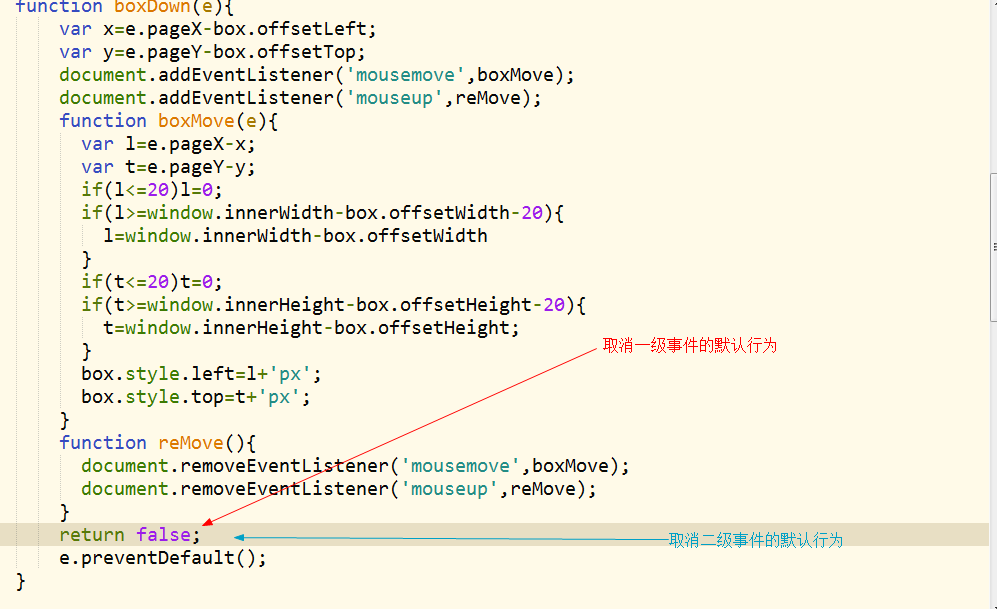 function boxDown(e){
var x=e.pageX-box.offsetLeft;
var y=e.pageY-box.offsetTop;
document.addEventListener('mousemove',boxMove);
document.addEventListener('mouseup',reMove);
function boxMove(e){
var l=e.pageX-x;
var t=e.pageY-y;
if(l<=20)l=0;
if(l>=window.innerWidth-box.offsetWidth-20){
l=window.innerWidth-box.offsetWidth
}
if(t<=20)t=0;
if(t>=window.innerHeight-box.offsetHeight-20){
t=window.innerHeight-box.offsetHeight;
}
取消一级事件的默认行为
box.style.left=l+'px';
box.style.top=t+'px';
}
function reMove(){
document.removeEventListener('mousemove',boxMove);
document.removeEventListener('mouseup',reMove);
}
return false;
取消二级事件的默认行为
e.preventDefault();
}